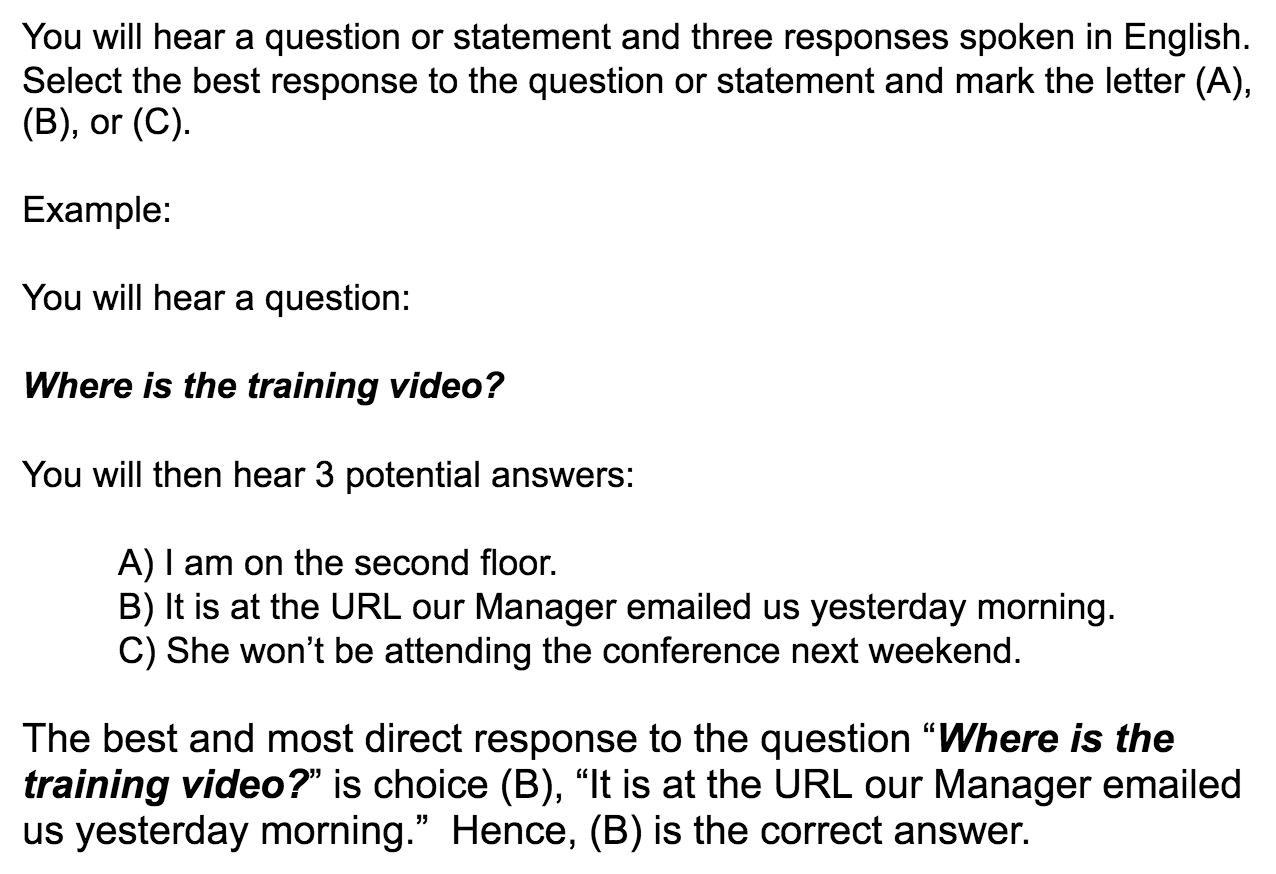 You will hear a question or statement and three responses spoken in English.
Select the best response to the question or statement and mark the letter (A),
(B), or (C).
Example:
You will hear a question:
Where is the training video?
You will then hear 3 potential answers:
A) I am on the second floor.
B) It is at the URL our Manager emailed us yesterday morning.
C) She won’t be attending the conference next weekend.
The best and most direct response to the question “Where is the
training video?” is choice (B), “It is at the URL our Manager emailed
us yesterday morning.”  Hence, (B) is the correct answer.